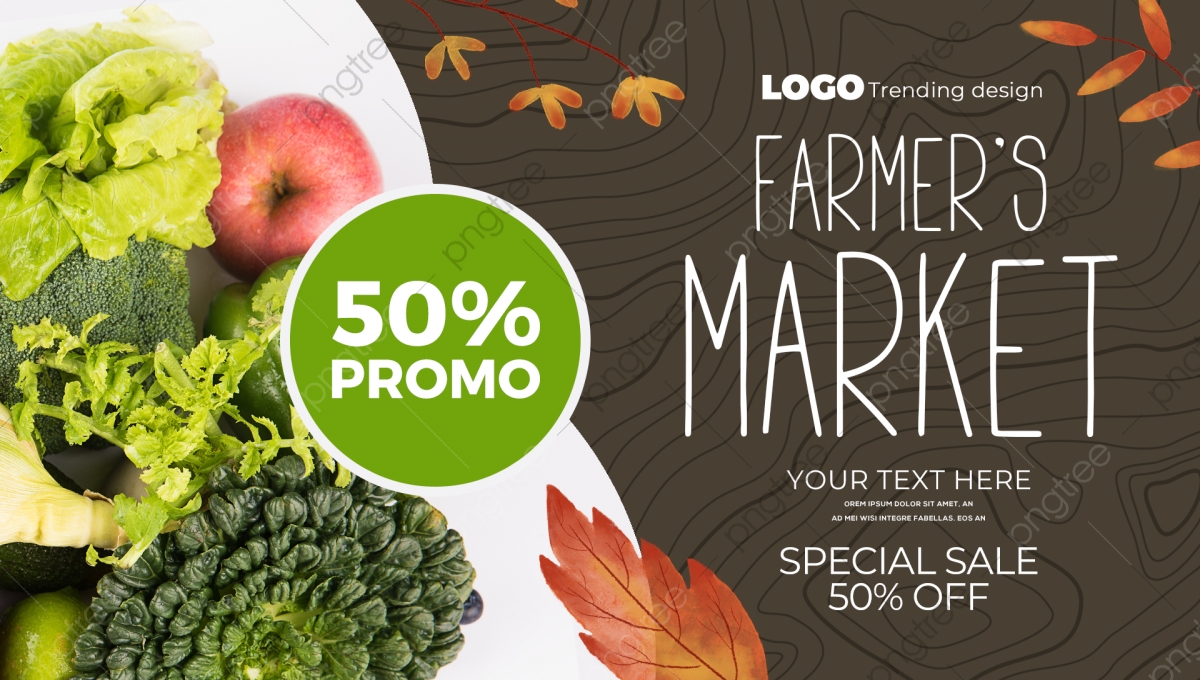 LOGO Trending design
FARMER'S
MARKET
50%
PROMO
YOUR TEXT HERE
OREM IPSUM DOLOR SIT AMET, AN
AD MEI WISI INTEGRE FABELLAS. EOS AN
SPECIAL SALE
50% OFF
pngtree